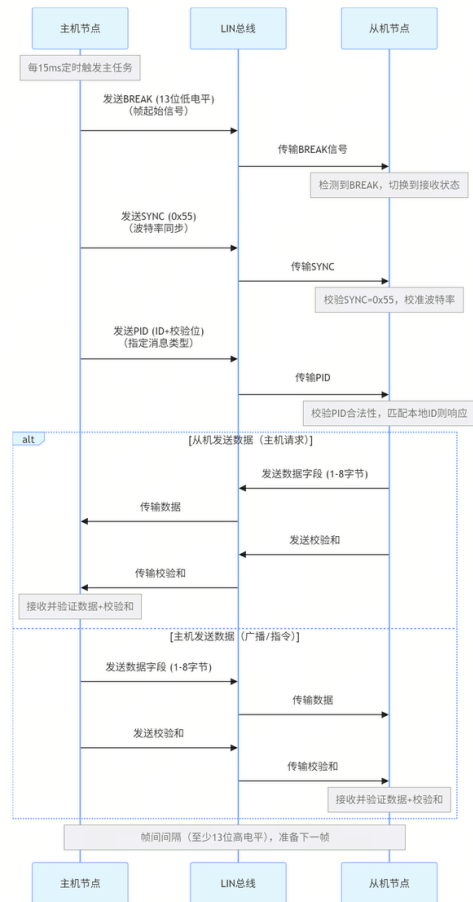 主机节点
LIN总线
从机节点
每15ms定时触发主任务
发送BREAK (13位低电平)
（帧起始信号）
传输BREAK信号
检测到BREAK，切换到接收状态
发送SYNC (0x55)
（波特率同步）
传输SYNC
校验SYNC=0x55，校准波特率
发送PID (ID+校验位)
（指定消息类型）
传输PID
校验PID合法性，匹配本地ID则响应
alt
[从机发送数据（主机请求）]
发送数据字段 (1-8字节)
传输数据
发送校验和
传输校验和
接收并验证数据+校验和
[主机发送数据（广播/指令）]
发送数据字段 (1-8字节)
传输数据
发送校验和
传输校验和
接收并验证数据+校验和
帧间间隔（至少13位高电平），准备下一帧
主机节点
LIN总线
从机节点